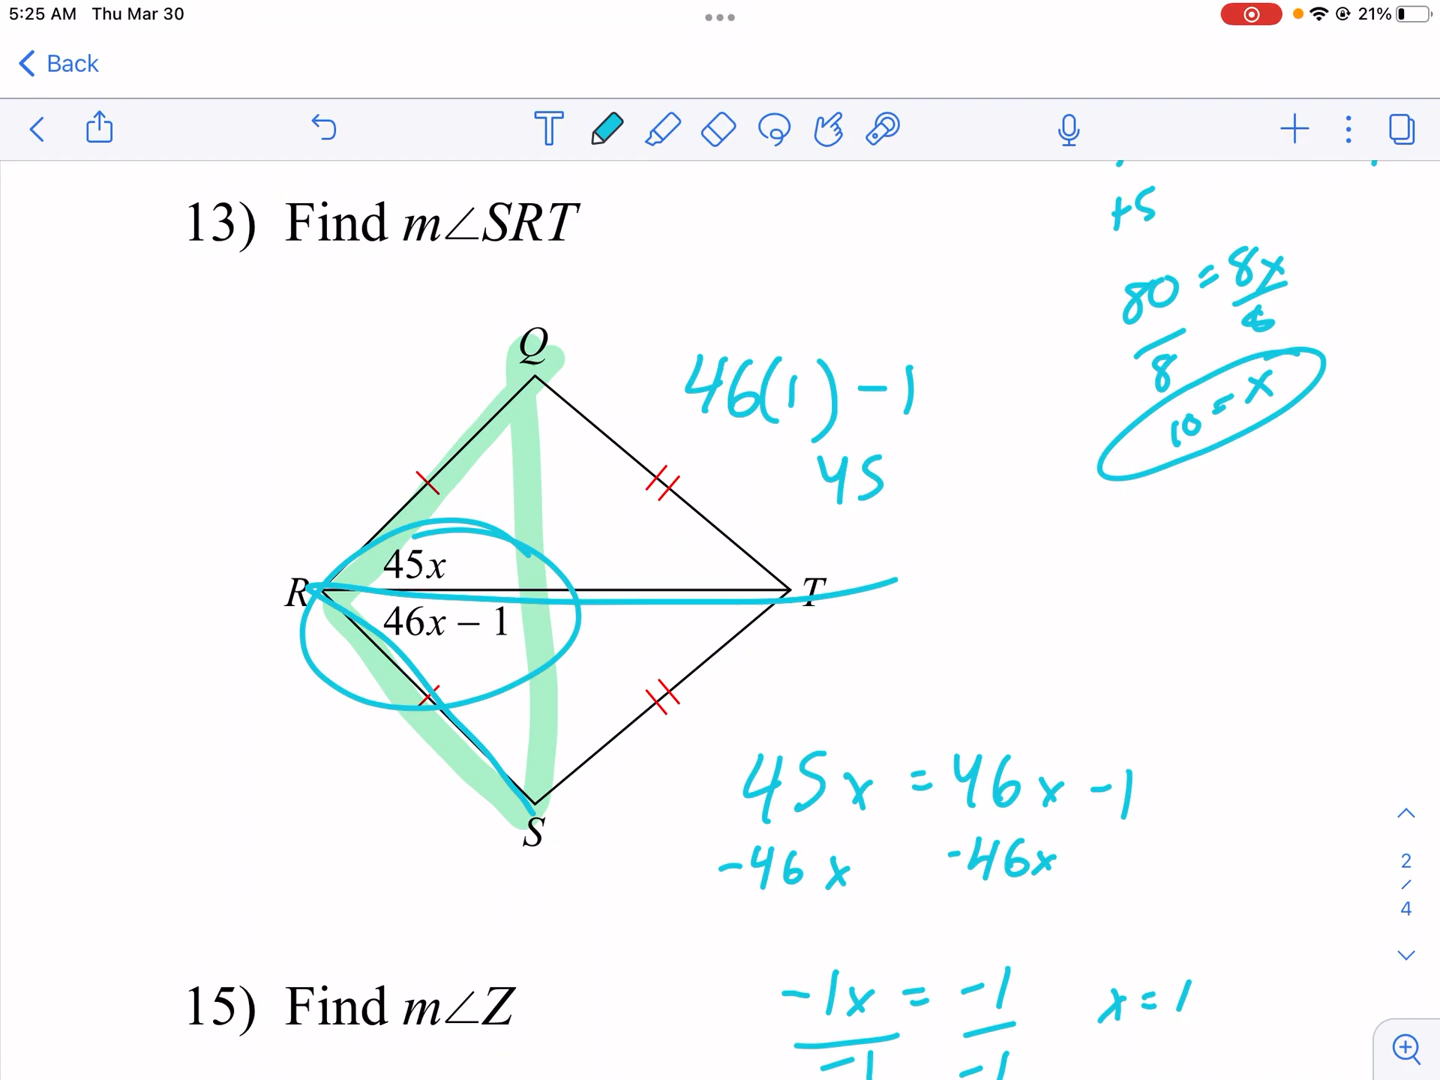 5:25 AM Thu Mar 30
21%
Back
13) Find m∠SRT
+5
80 = 8x
8
10 = x
Q
46(1) - 1
45
45x
R
T
46x – 1
S
45x = 46x - 1
-46x -46x
2
/
4
-1x = -1
x = 1
-1 -1
15) Find m∠Z